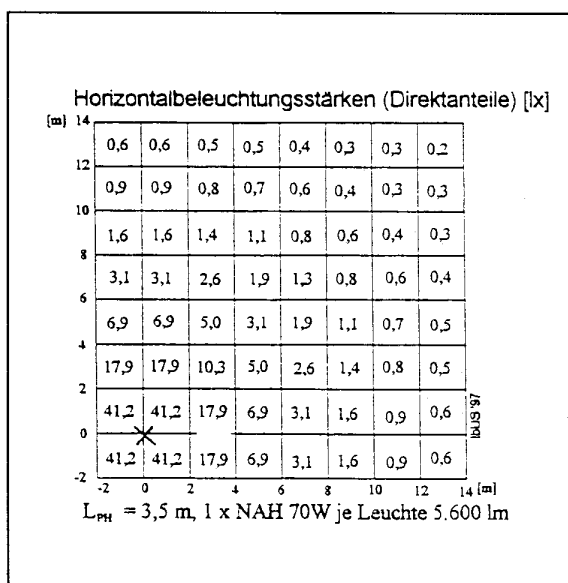 Horizontalbeleuchtungsstärken (Direktanteile) [lx]
[m] 14
0,6 0,6 0,5 0,5 0,4 0,3 0,3 0,2
12
0,9 0,9 0,8 0,7 0,6 0,4 0,3 0,3
10
1,6 1,6 1,4 1,1 0,8 0,6 0,4 0,3
8
3,1 3,1 2,6 1,9 1,3 0,8 0,6 0,4
6
6,9 6,9 5,0 3,1 1,9 1,1 0,7 0,5
4
17,9 17,9 10,3 5,0 2,6 1,4 0,8 0,5
2
41,2 41,2 17,9 6,9 3,1 1,6 0,9 0,6
0
41,2 41,2 17,9 6,9 3,1 1,6 0,9 0,6
-2
-2 0 2 4 6 8 10 12 14 [m]
IbUS '97
L_PH = 3,5 m, 1 x NAH 70W je Leuchte 5.600 lm